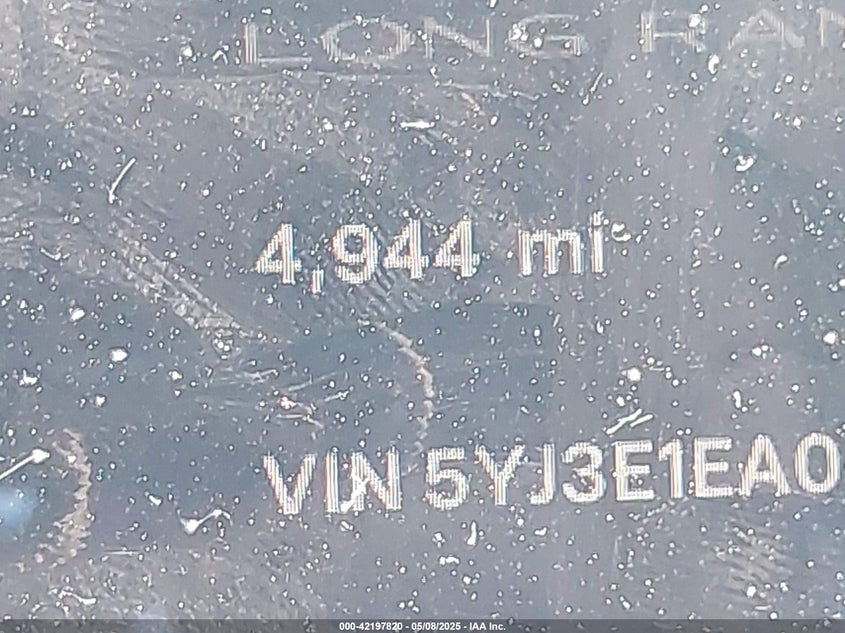 LONG RAN
4,944 mi
VIN 5YJ3E1EA0
000-42197820 - 05/08/2025 - IAA Inc.